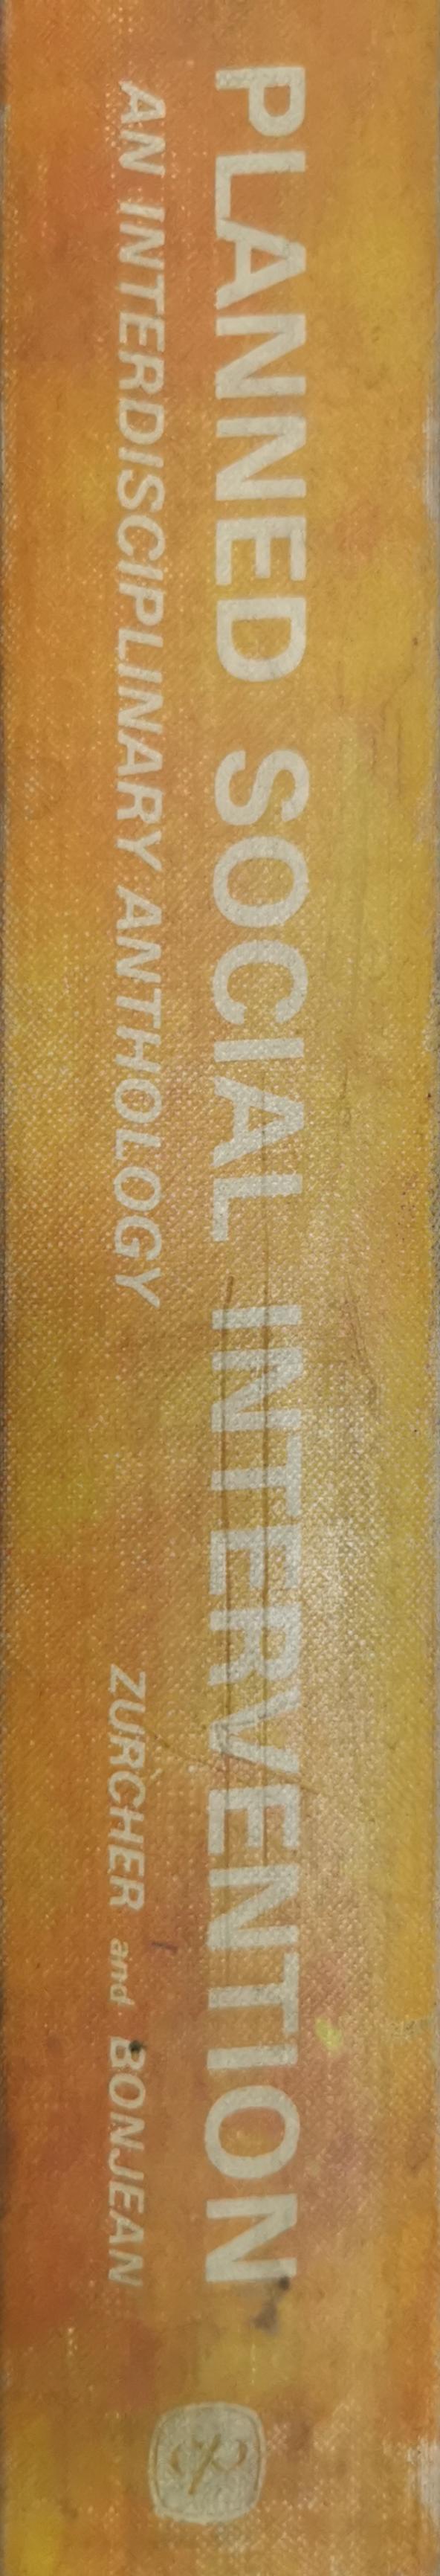 PLANNED SOCIAL INTERVENTION
AN INTERDISCIPLINARY ANTHOLOGY
ZURCHER and BONJEAN